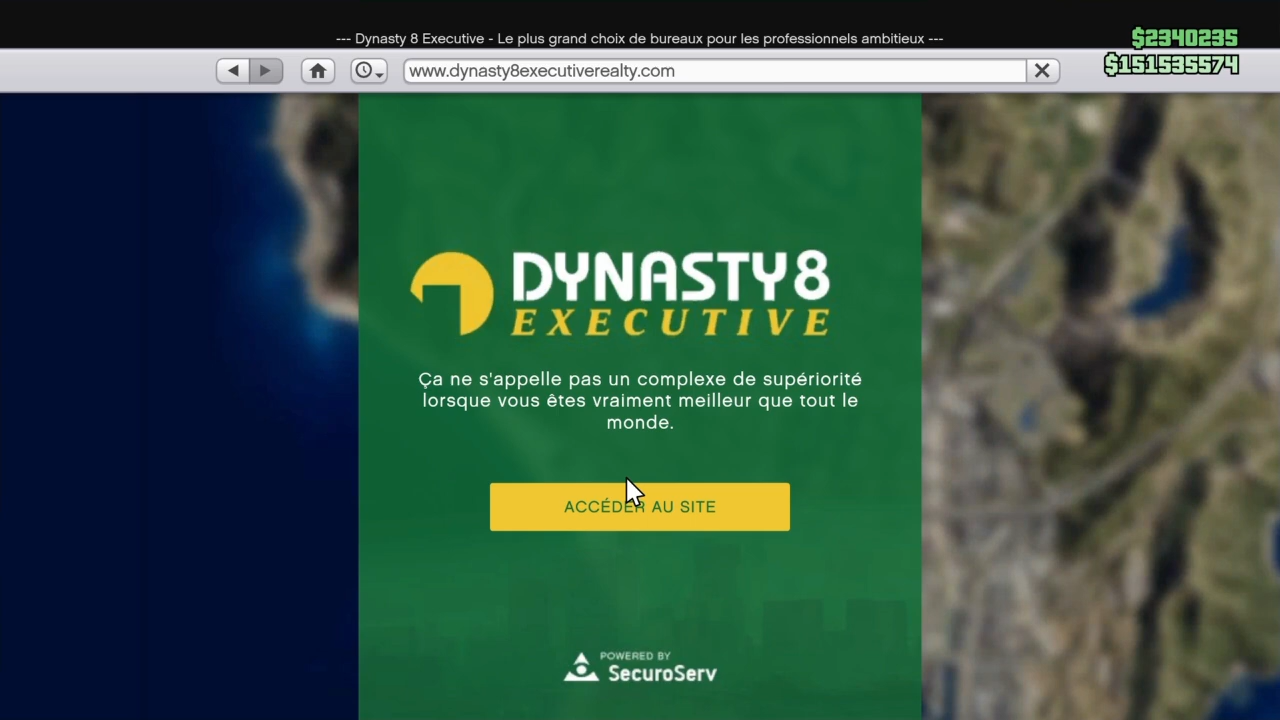 --- Dynasty 8 Executive - Le plus grand choix de bureaux pour les professionnels ambitieux ---
$2340235
$151535574
www.dynasty8executiverealty.com
DYNASTY 8
EXECUTIVE
Ça ne s'appelle pas un complexe de supériorité
lorsque vous êtes vraiment meilleur que tout le
monde.
ACCÉDER AU SITE
POWERED BY
SecuroServ